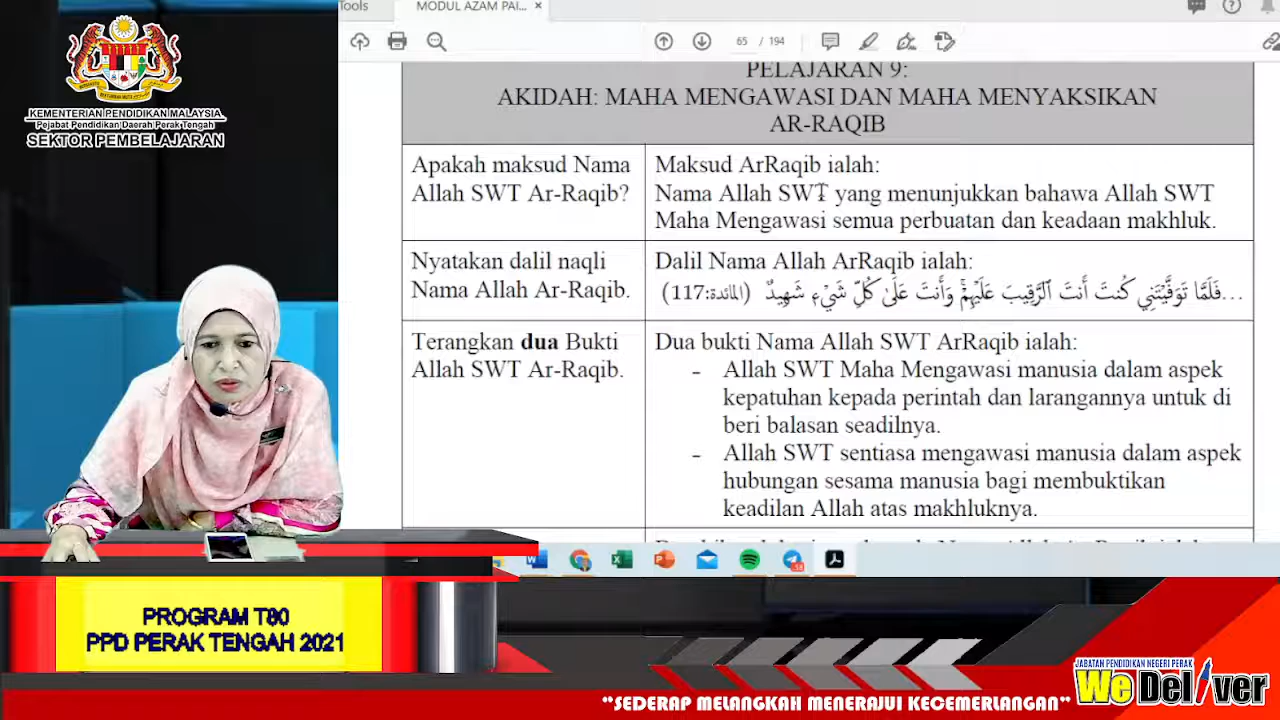 Tools
MODUL AZAM PAI... ×
65 / 194
KEMENTERIAN PENDIDIKAN MALAYSIA
Pejabat Pendidikan Daerah Perak Tengah
SEKTOR PEMBELAJARAN
PELAJARAN 9:
AKIDAH: MAHA MENGAWASI DAN MAHA MENYAKSIKAN
AR-RAQIB
Apakah maksud Nama
Allah SWT Ar-Raqib?
Maksud ArRaqib ialah:
Nama Allah SWT yang menunjukkan bahawa Allah SWT
Maha Mengawasi semua perbuatan dan keadaan makhluk.
Nyatakan dalil naqli
Nama Allah Ar-Raqib.
Dalil Nama Allah ArRaqib ialah:
...فَلَمَّا تَوَفَّيْتَنِي كُنتَ أَنتَ ٱلرَّقِيبَ عَلَيْهِمْۚ وَأَنتَ عَلَىٰ كُلِّ شَيْءٍ شَهِيدٌ (المائدة:117)
Terangkan dua Bukti
Allah SWT Ar-Raqib.
Dua bukti Nama Allah SWT ArRaqib ialah:
- Allah SWT Maha Mengawasi manusia dalam aspek
kepatuhan kepada perintah dan larangannya untuk di
beri balasan seadilnya.
- Allah SWT sentiasa mengawasi manusia dalam aspek
hubungan sesama manusia bagi membuktikan
keadilan Allah atas makhluknya.
PROGRAM T80
PPD PERAK TENGAH 2021
JABATAN PENDIDIKAN NEGERI PERAK
We Deliver
"SEDERAP MELANGKAH MENERAJUI KECEMERLANGAN"